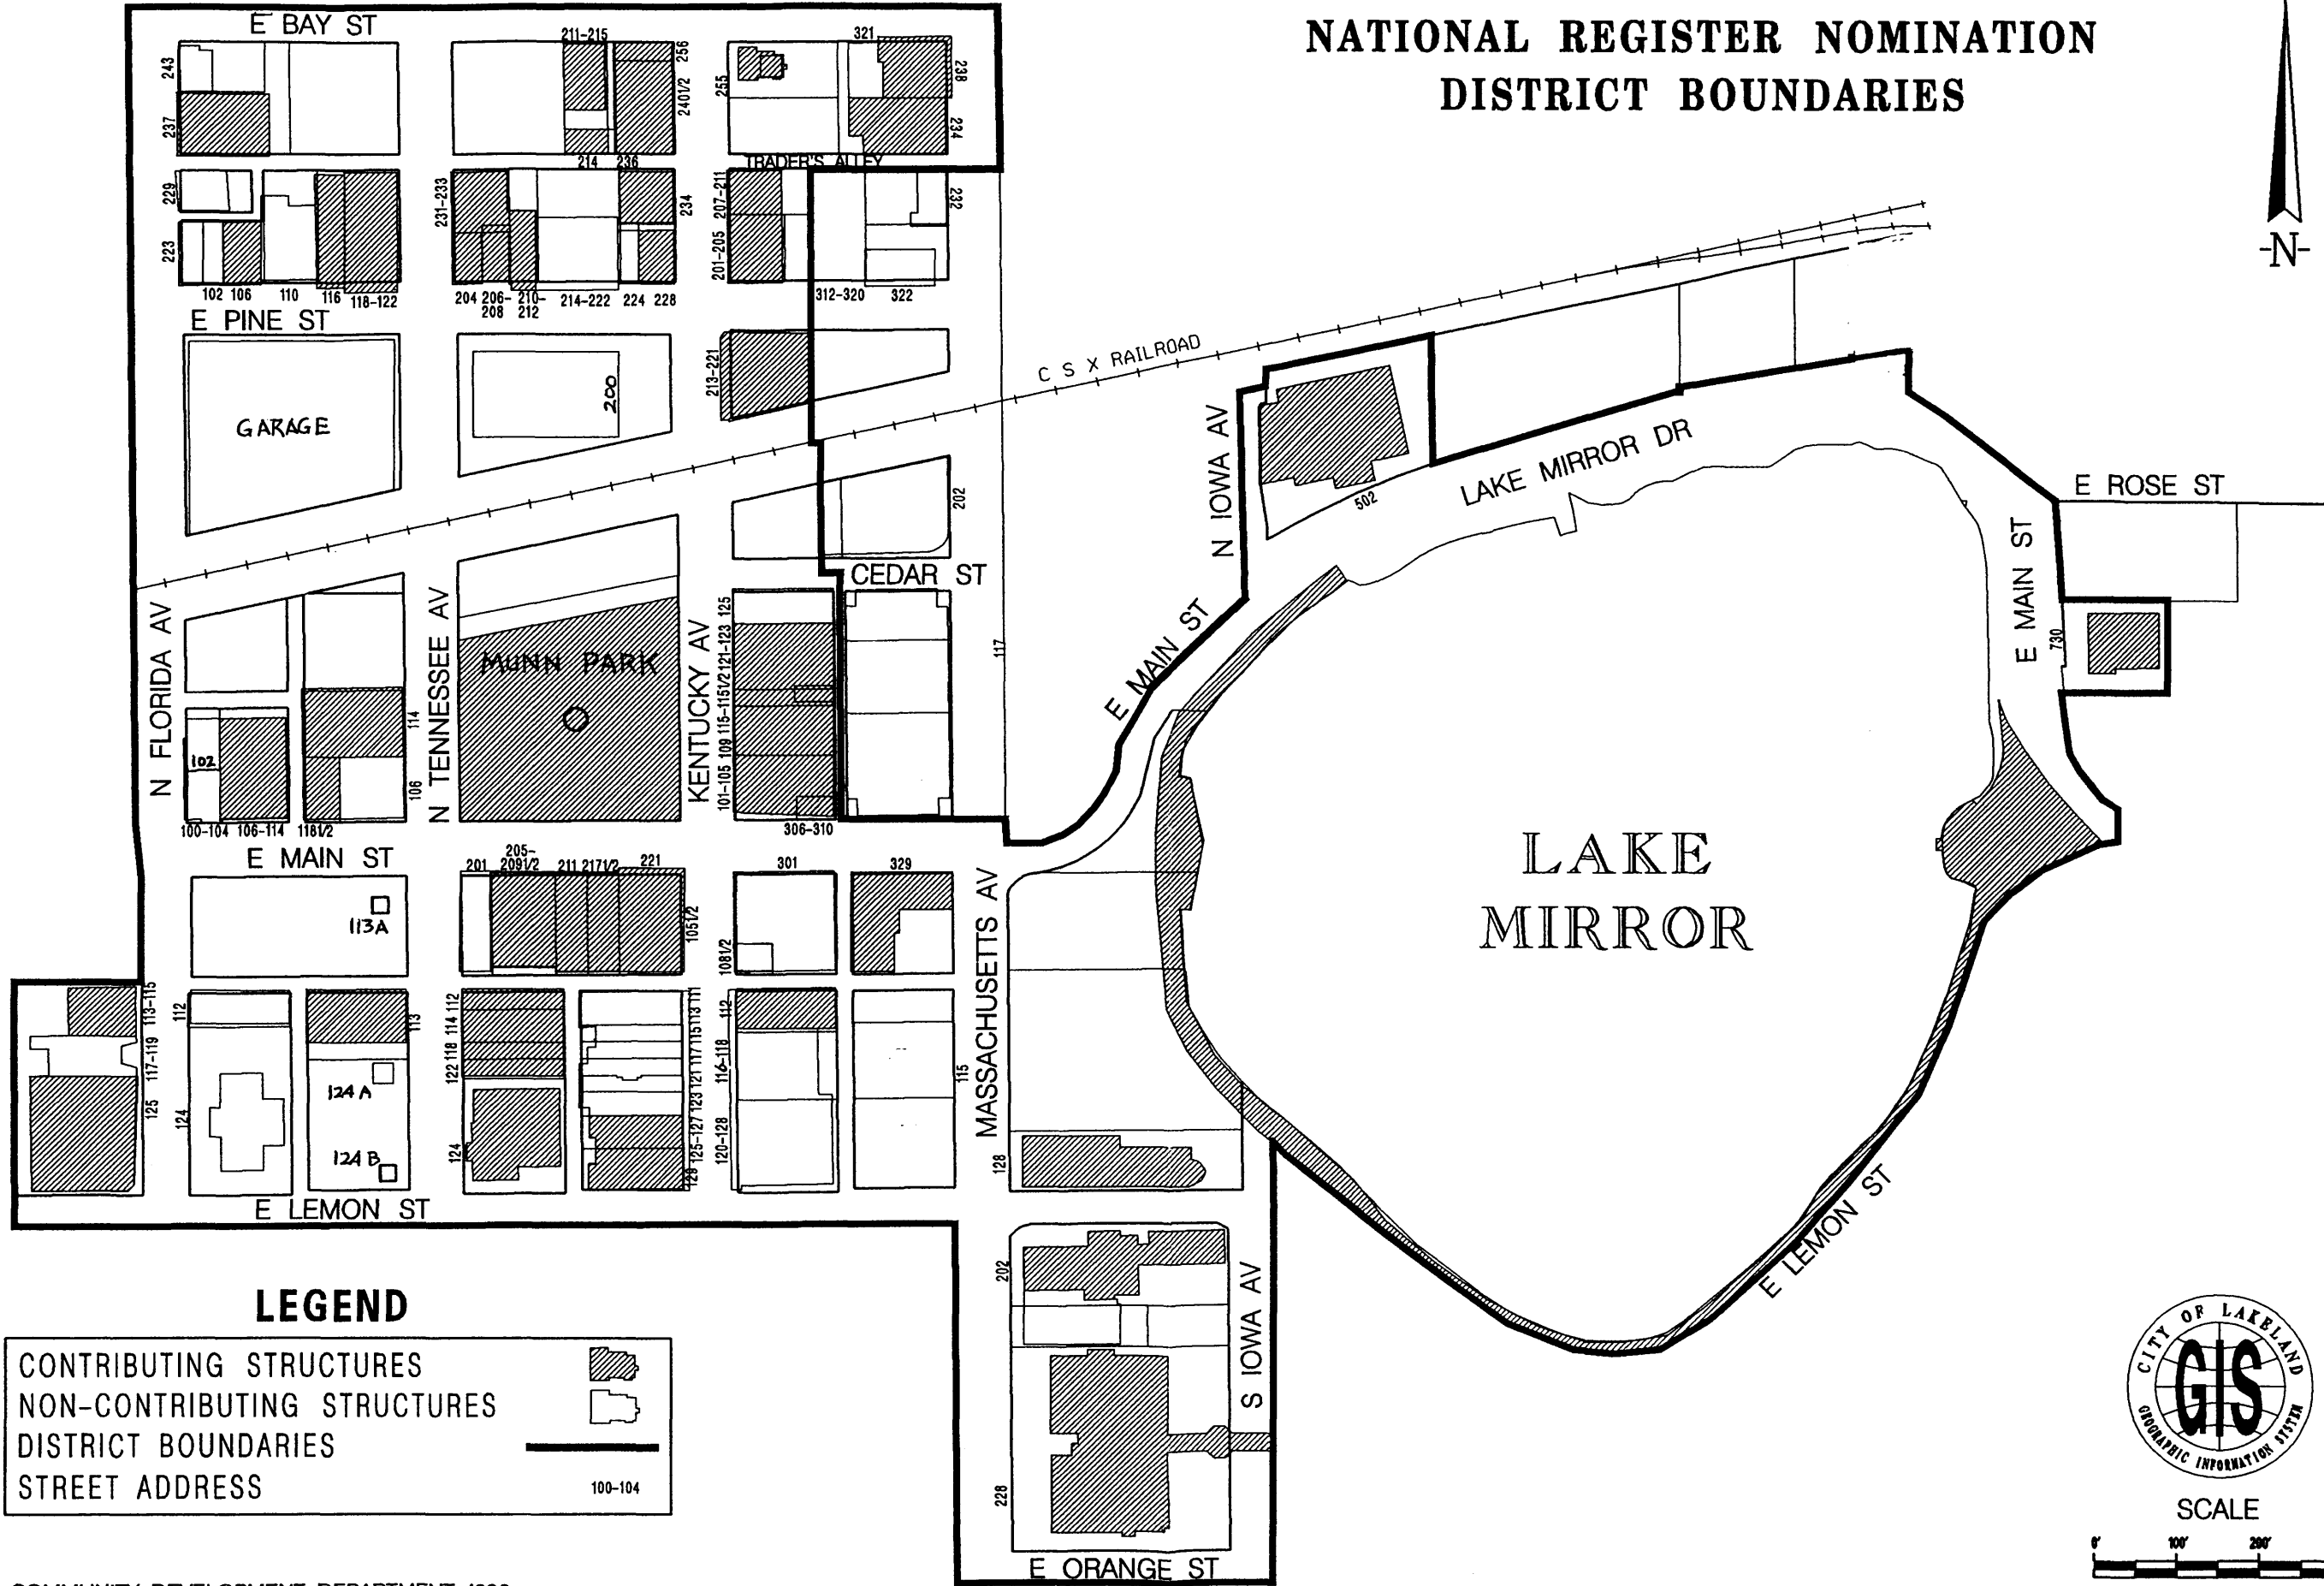 NATIONAL REGISTER NOMINATION
DISTRICT BOUNDARIES
-N-
E BAY ST
243
237
211-215
256
2401/2
214
236
255
321
238
234
TRADER'S ALLEY
229
223
102
106
110
116
118-122
231-233
234
204
206-
208
210-
212
214-222
224
228
207-211
201-205
232
312-320
322
E PINE ST
GARAGE
200
213-221
C S X RAILROAD
202
CEDAR ST
117
N IOWA AV
502
LAKE MIRROR DR
E ROSE ST
E MAIN ST
730
E MAIN ST
N FLORIDA AV
N TENNESSEE AV
MUNN PARK
KENTUCKY AV
125
121-123
115-1151/2
109
101-105
306-310
102
114
106
100-104
106-114
1181/2
E MAIN ST
113A
201
205-
2091/2
211
2171/2
221
1051/2
301
329
1081/2
MASSACHUSETTS AV
LAKE
MIRROR
113-115
117-119
125
112
124
113
124A
124B
112
114
118
122
124
111
113
115
117
121
123
125-127
129
112
116-118
120-128
115
128
E LEMON ST
E LEMON ST
202
228
S IOWA AV
E ORANGE ST
LEGEND
CONTRIBUTING STRUCTURES
NON-CONTRIBUTING STRUCTURES
DISTRICT BOUNDARIES
STREET ADDRESS 100-104
CITY OF LAKELAND
GIS
GEOGRAPHIC INFORMATION SYSTEM
SCALE
0' 100' 200'